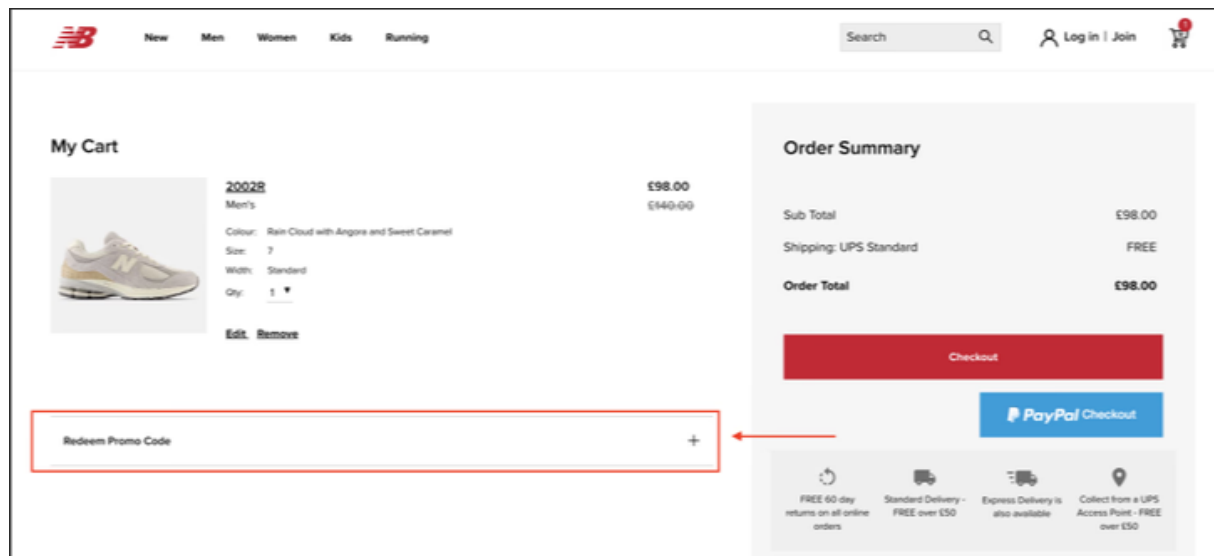 NB
New Men Women Kids Running
Search
Log in | Join
1
My Cart
2002R
£98.00
Men's
£140.00
Colour: Rain Cloud with Angora and Sweet Caramel
Size: 7
Width: Standard
Qty: 1
Edit Remove
Redeem Promo Code
+
Order Summary
Sub Total £98.00
Shipping: UPS Standard FREE
Order Total £98.00
Checkout
PayPal Checkout
FREE 60 day
returns on all online
orders
Standard Delivery -
FREE over £50
Express Delivery is
also available
Collect from a UPS
Access Point - FREE
over £50